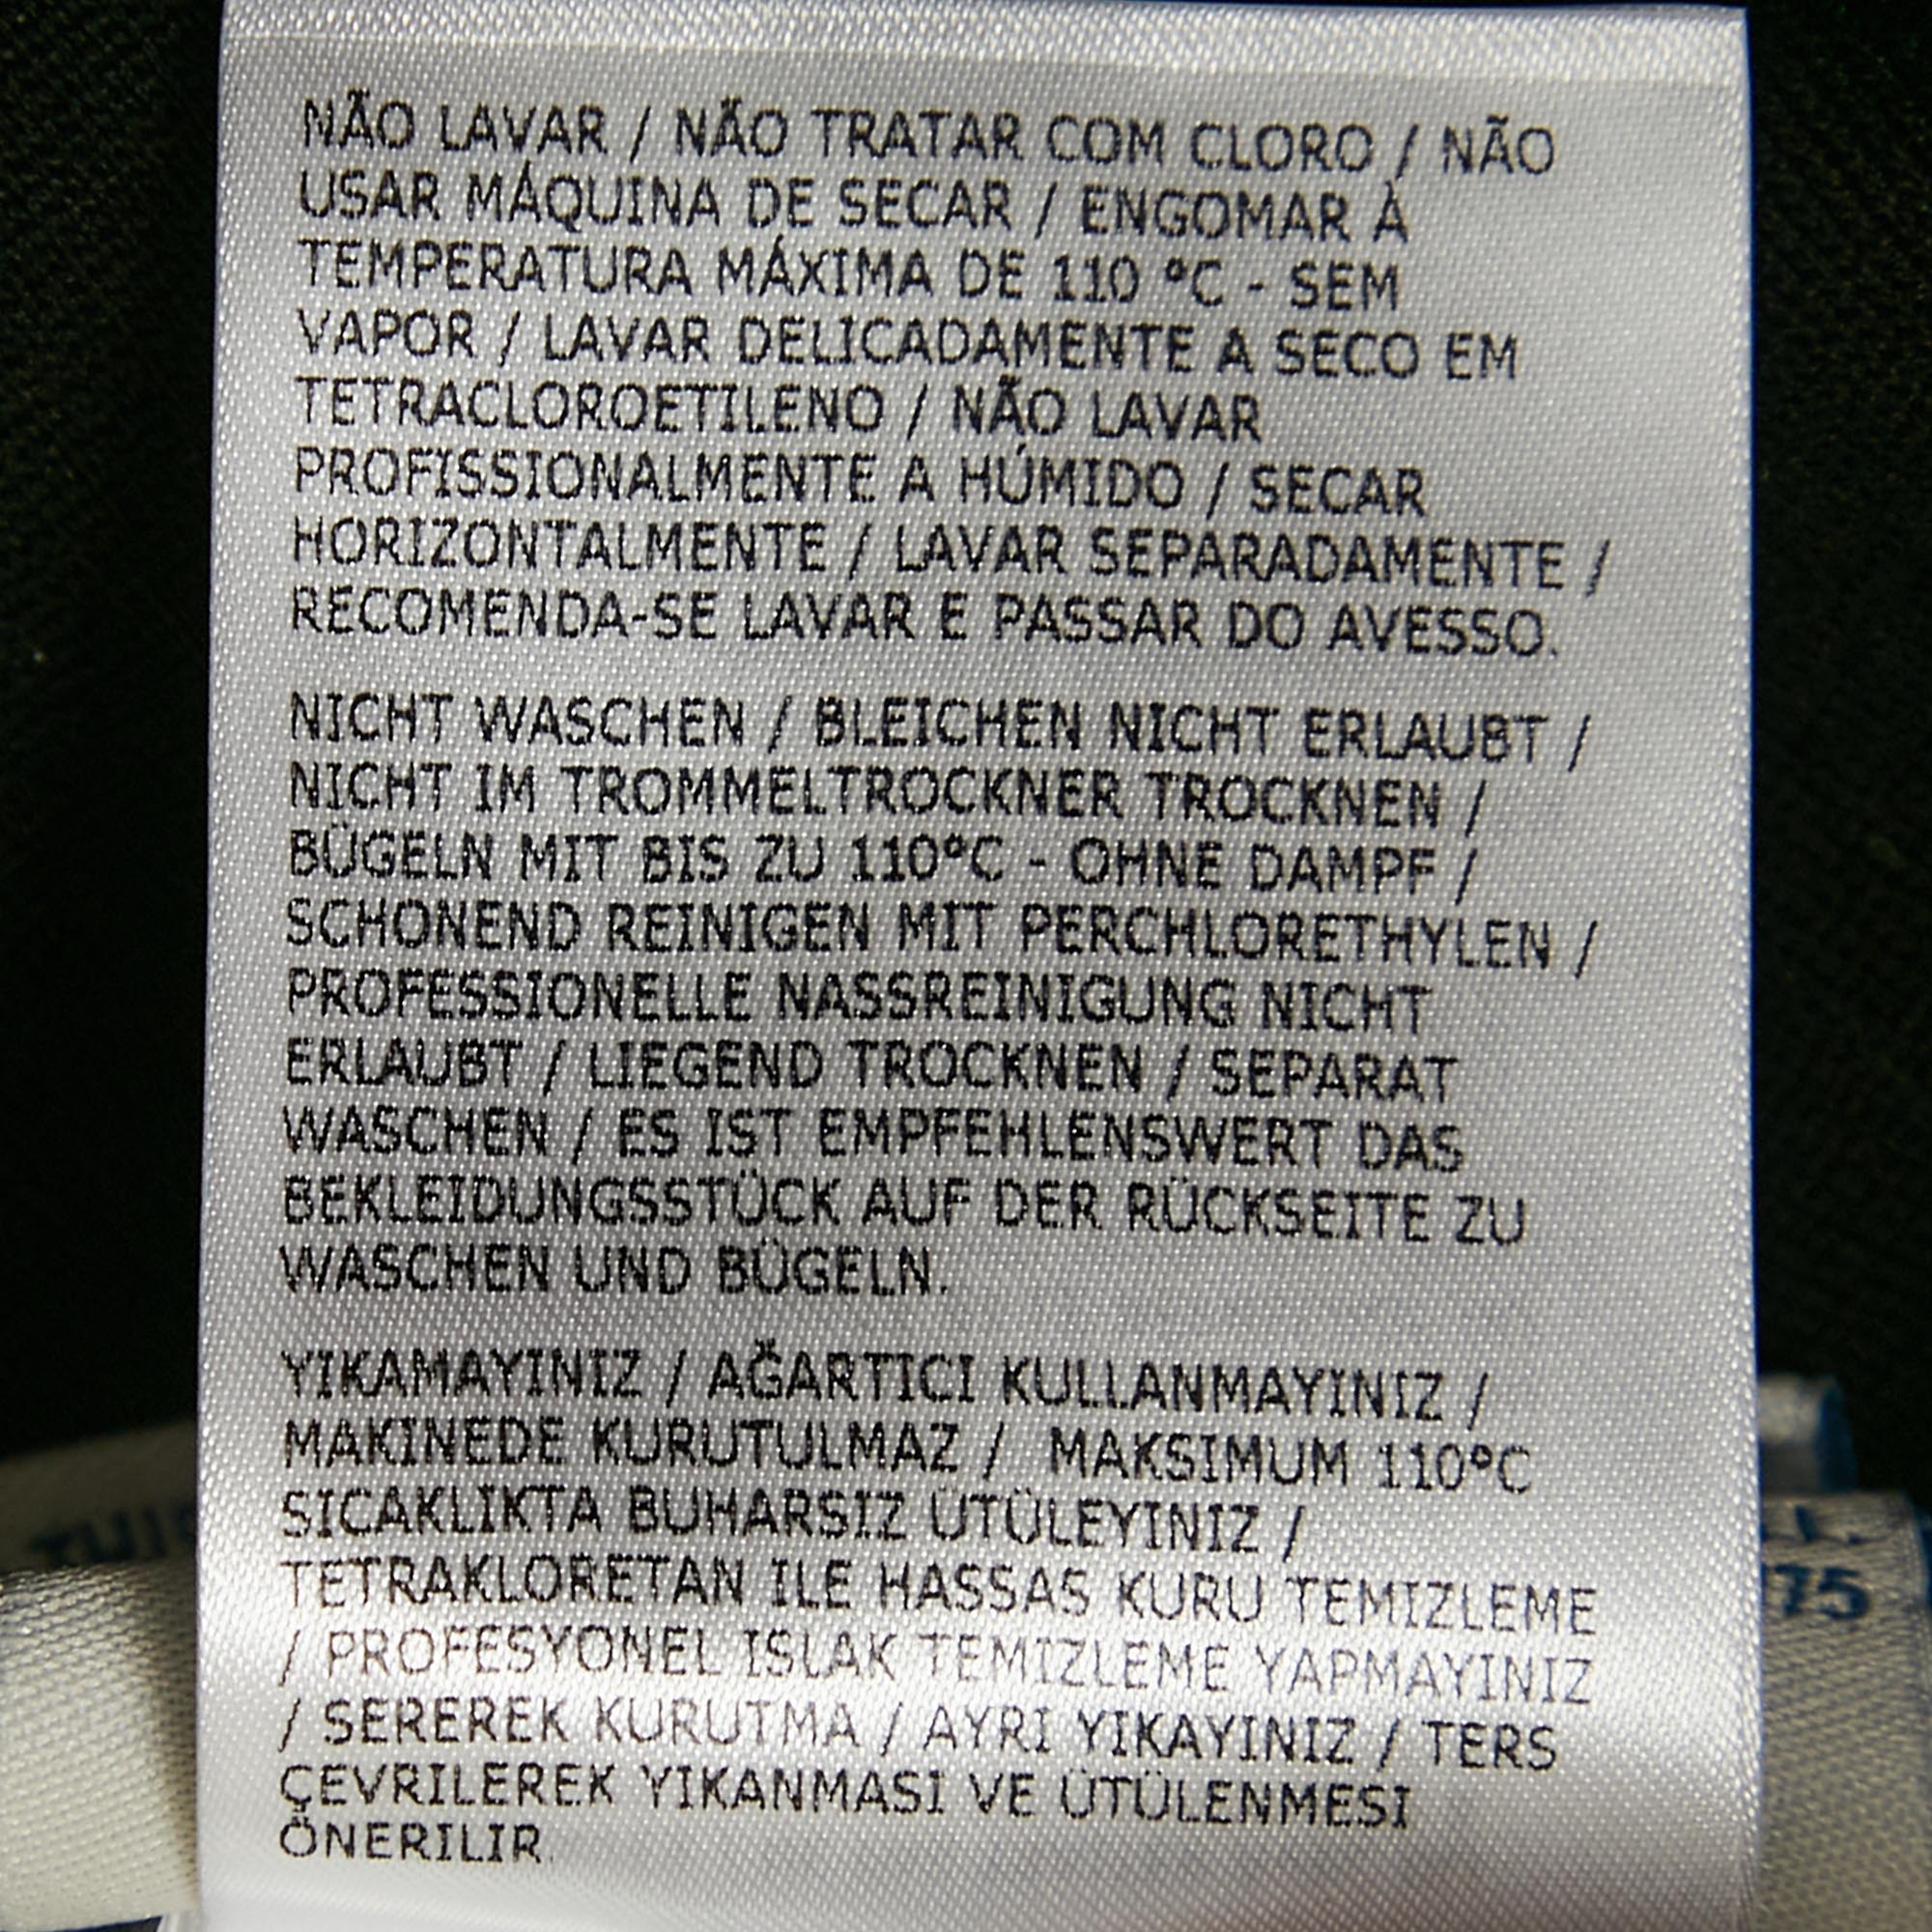 NÃO LAVAR / NÃO TRATAR COM CLORO / NÃO
USAR MÁQUINA DE SECAR / ENGOMAR À
TEMPERATURA MÁXIMA DE 110 °C - SEM
VAPOR / LAVAR DELICADAMENTE A SECO EM
TETRACLOROETILENO / NÃO LAVAR
PROFISSIONALMENTE A HÚMIDO / SECAR
HORIZONTALMENTE / LAVAR SEPARADAMENTE /
RECOMENDA-SE LAVAR E PASSAR DO AVESSO.
NICHT WASCHEN / BLEICHEN NICHT ERLAUBT /
NICHT IM TROMMELTROCKNER TROCKNEN /
BÜGELN MIT BIS ZU 110°C - OHNE DAMPF /
SCHONEND REINIGEN MIT PERCHLORETHYLEN /
PROFESSIONELLE NASSREINIGUNG NICHT
ERLAUBT / LIEGEND TROCKNEN / SEPARAT
WASCHEN / ES IST EMPFEHLENSWERT DAS
BEKLEIDUNGSSTÜCK AUF DER RÜCKSEITE ZU
WASCHEN UND BÜGELN.
YIKAMAYINIZ / AĞARTICI KULLANMAYINIZ /
MAKINEDE KURUTULMAZ / MAKSIMUM 110°C
SICAKLIKTA BUHARSIZ ÜTÜLEYINIZ /
TETRAKLORETAN ILE HASSAS KURU TEMIZLEME
/ PROFESYONEL ISLAK TEMIZLEME YAPMAYINIZ
/ SEREREK KURUTMA / AYRI YIKAYINIZ / TERS
ÇEVRILEREK YIKANMASI VE ÜTÜLENMESI
ÖNERILIR
75